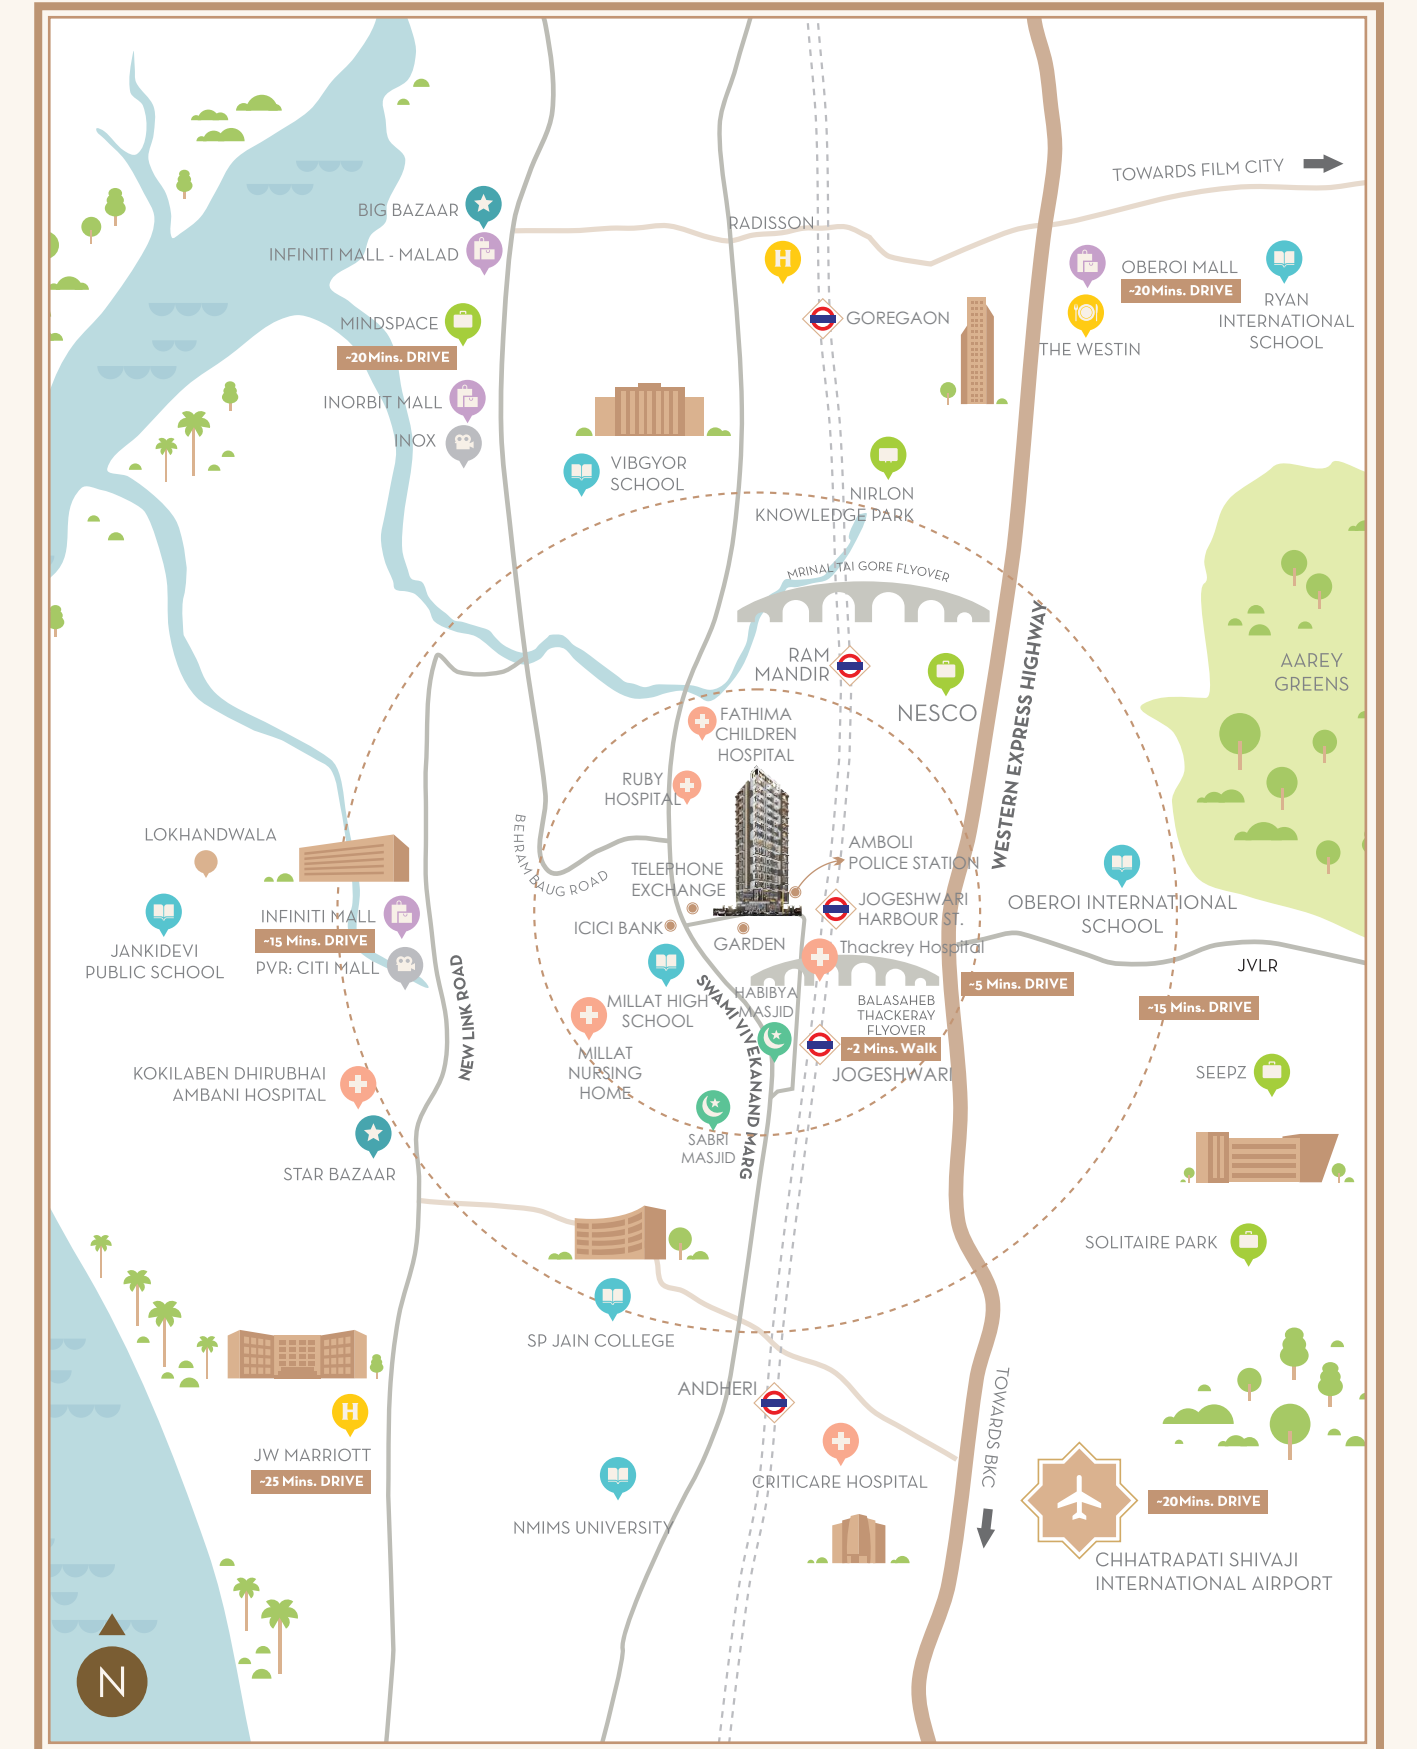 TOWARDS FILM CITY
BIG BAZAAR
INFINITI MALL - MALAD
RADISSON
H
OBEROI MALL
~20Mins. DRIVE
RYAN
INTERNATIONAL
SCHOOL
THE WESTIN
GOREGAON
MINDSPACE
~20Mins. DRIVE
INORBIT MALL
INOX
VIBGYOR
SCHOOL
NIRLON
KNOWLEDGE PARK
MRINAL TAI GORE FLYOVER
WESTERN EXPRESS HIGHWAY
RAM
MANDIR
NESCO
AAREY
GREENS
FATHIMA
CHILDREN
HOSPITAL
RUBY
HOSPITAL
BEHRAM BAUG ROAD
LOKHANDWALA
AMBOLI
POLICE STATION
TELEPHONE
EXCHANGE
JOGESHWARI
HARBOUR ST.
OBEROI INTERNATIONAL
SCHOOL
INFINITI MALL
~15 Mins. DRIVE
PVR: CITI MALL
JANKIDEVI
PUBLIC SCHOOL
ICICI BANK
GARDEN
Thackrey Hospital
JVLR
~5 Mins. DRIVE
~15 Mins. DRIVE
NEW LINK ROAD
SWAMI VIVEKANAND MARG
HABIBYA
MASJID
MILLAT HIGH
SCHOOL
BALASAHEB
THACKERAY
FLYOVER
~2 Mins. Walk
JOGESHWARI
MILLAT
NURSING
HOME
KOKILABEN DHIRUBHAI
AMBANI HOSPITAL
SEEPZ
SABRI
MASJID
STAR BAZAAR
SOLITAIRE PARK
SP JAIN COLLEGE
ANDHERI
TOWARDS BKC
H
JW MARRIOTT
~25 Mins. DRIVE
CRITICARE HOSPITAL
NMIMS UNIVERSITY
~20Mins. DRIVE
CHHATRAPATI SHIVAJI
INTERNATIONAL AIRPORT
N